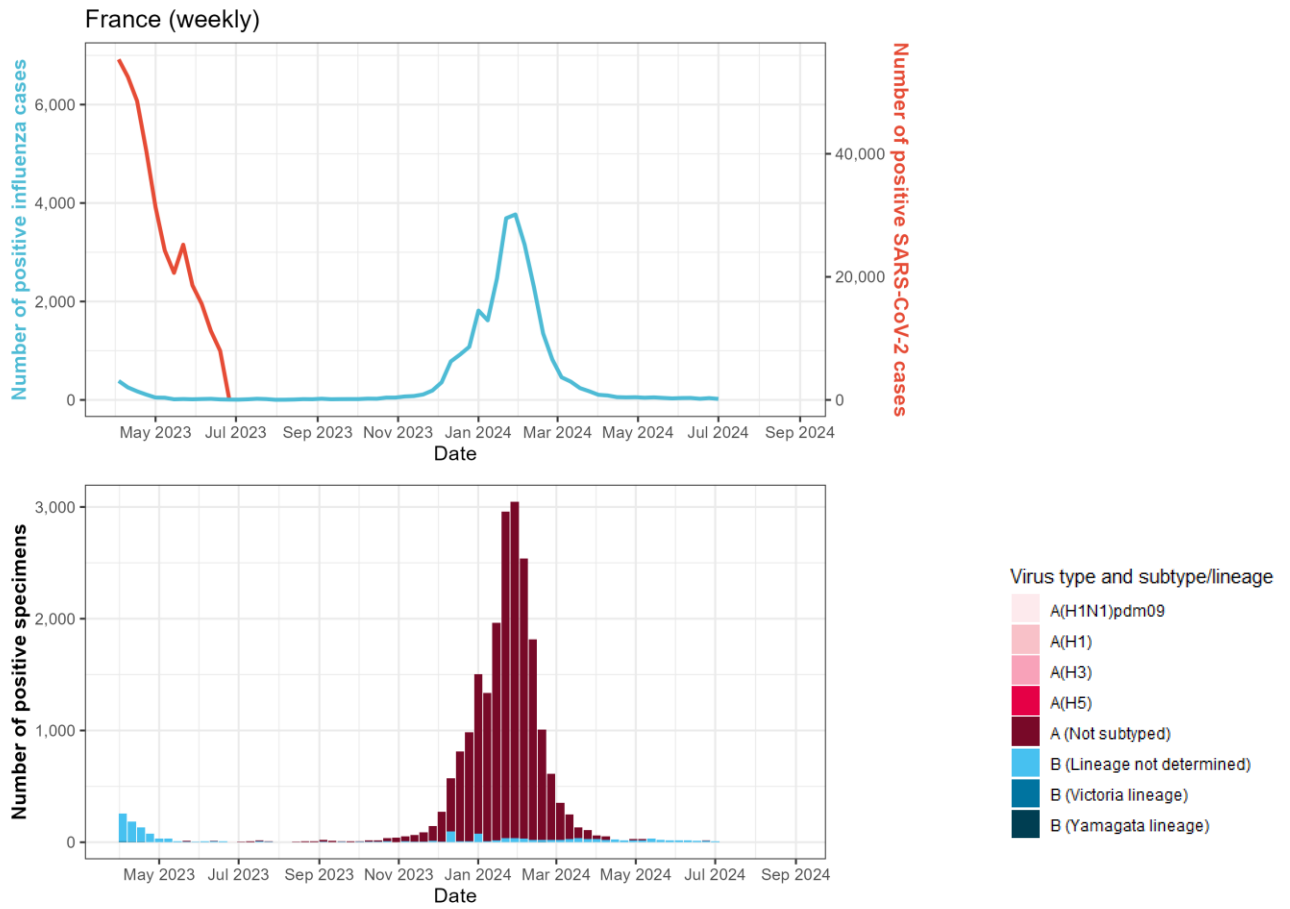 France (weekly)
Number of positive influenza cases
6,000
4,000
2,000
0
40,000
20,000
0
Number of positive SARS-CoV-2 cases
May 2023 Jul 2023 Sep 2023 Nov 2023 Jan 2024 Mar 2024 May 2024 Jul 2024 Sep 2024
Date
Number of positive specimens
3,000
2,000
1,000
0
May 2023 Jul 2023 Sep 2023 Nov 2023 Jan 2024 Mar 2024 May 2024 Jul 2024 Sep 2024
Date
Virus type and subtype/lineage
A(H1N1)pdm09
A(H1)
A(H3)
A(H5)
A (Not subtyped)
B (Lineage not determined)
B (Victoria lineage)
B (Yamagata lineage)